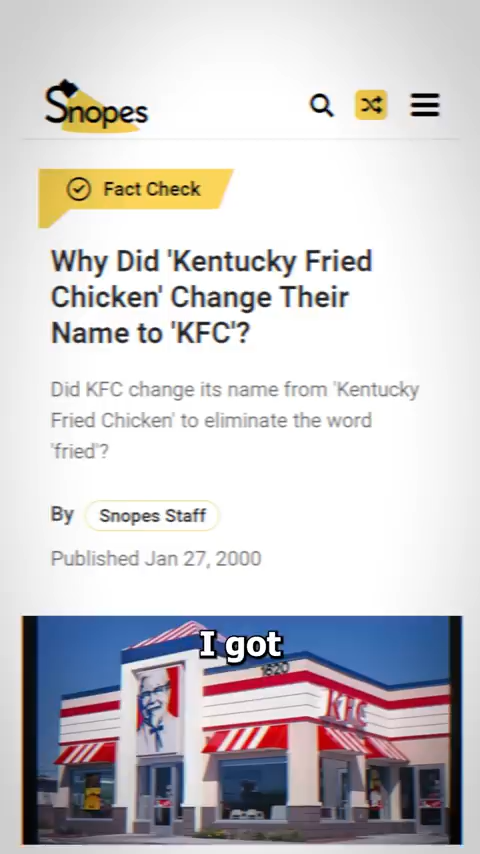 Snopes
Fact Check
Why Did 'Kentucky Fried
Chicken' Change Their
Name to 'KFC'?
Did KFC change its name from 'Kentucky
Fried Chicken' to eliminate the word
'fried'?
By Snopes Staff
Published Jan 27, 2000
I got
1620
KFC